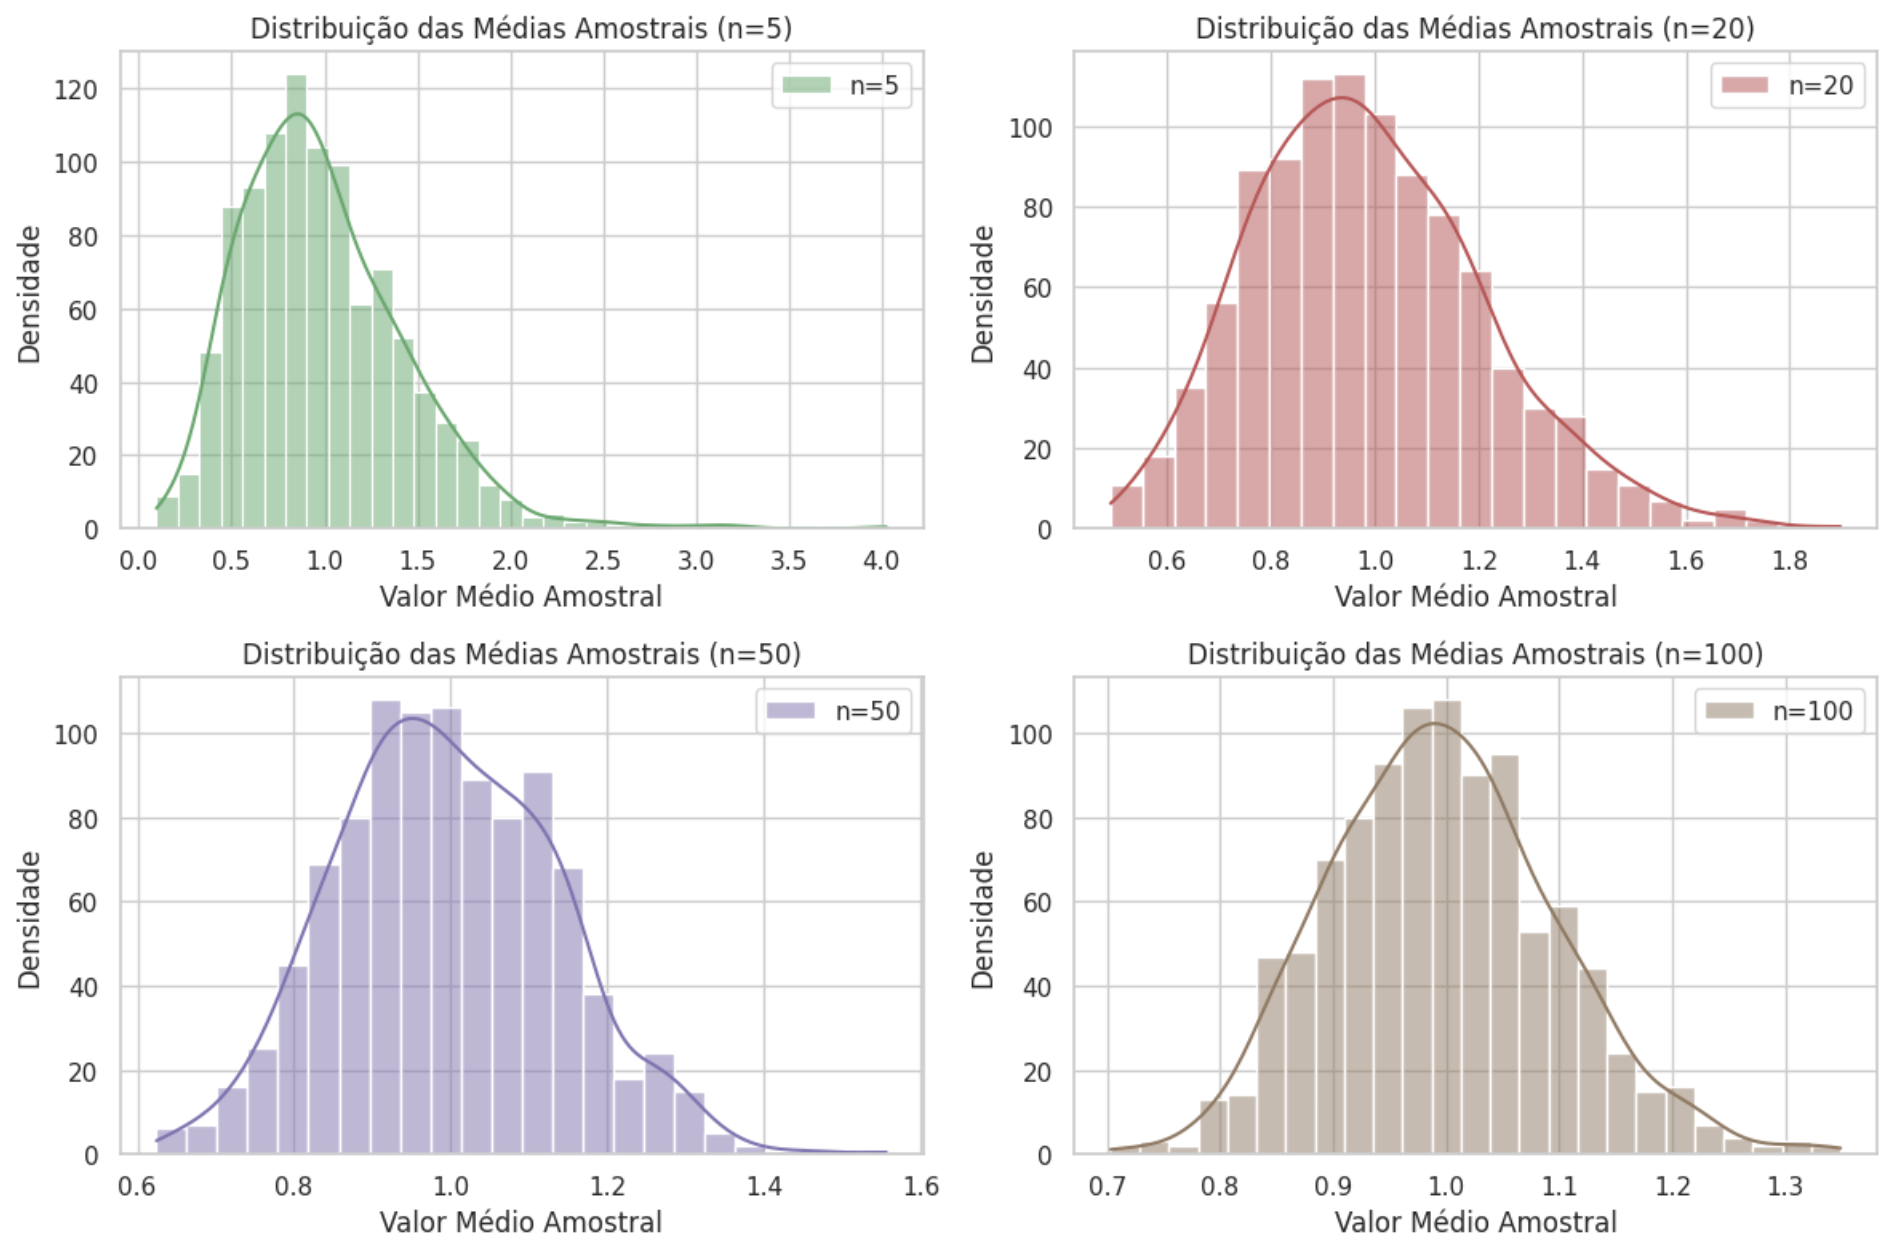 Distribuição das Médias Amostrais (n=5)
n=5
Densidade
120
100
80
60
40
20
0
0.0 0.5 1.0 1.5 2.0 2.5 3.0 3.5 4.0
Valor Médio Amostral
Distribuição das Médias Amostrais (n=20)
n=20
Densidade
100
80
60
40
20
0
0.6 0.8 1.0 1.2 1.4 1.6 1.8
Valor Médio Amostral
Distribuição das Médias Amostrais (n=50)
n=50
Densidade
100
80
60
40
20
0
0.6 0.8 1.0 1.2 1.4 1.6
Valor Médio Amostral
Distribuição das Médias Amostrais (n=100)
n=100
Densidade
100
80
60
40
20
0
0.7 0.8 0.9 1.0 1.1 1.2 1.3
Valor Médio Amostral